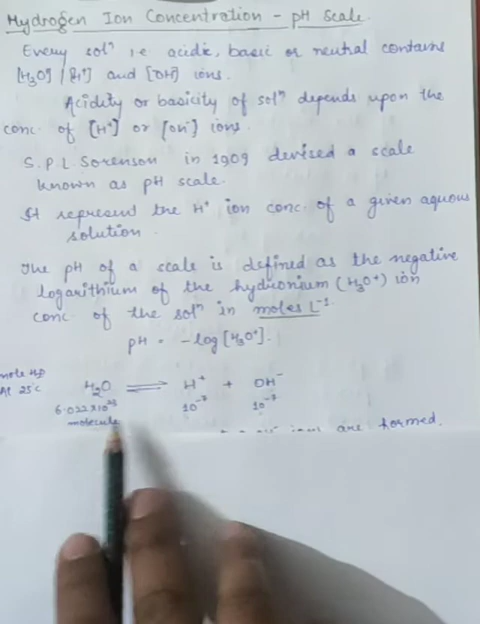 Hydrogen Ion Concentration - pH Scale.
Every solⁿ i.e acidic, basic or neutral contains
[H₃O⁺] / [H⁺] and [OH⁻] ions.
Acidity or basicity of solⁿ depends upon the
conc. of [H⁺] or [OH⁻] ions.
S.P.L. Sorenson in 1909 devised a scale
known as pH scale.
It represent the H⁺ ion conc. of a given aquous
solution.
The pH of a scale is defined as the negative
logarithium of the hydronium (H₃O⁺) ion
conc. of the solⁿ in moles L⁻¹.
pH = -log [H₃O⁺].
mole H₂O
At 25°C H₂O ⇌ H⁺ + OH⁻
6.022×10²³ 10⁻⁷ 10⁻⁷
molecule
are formed.